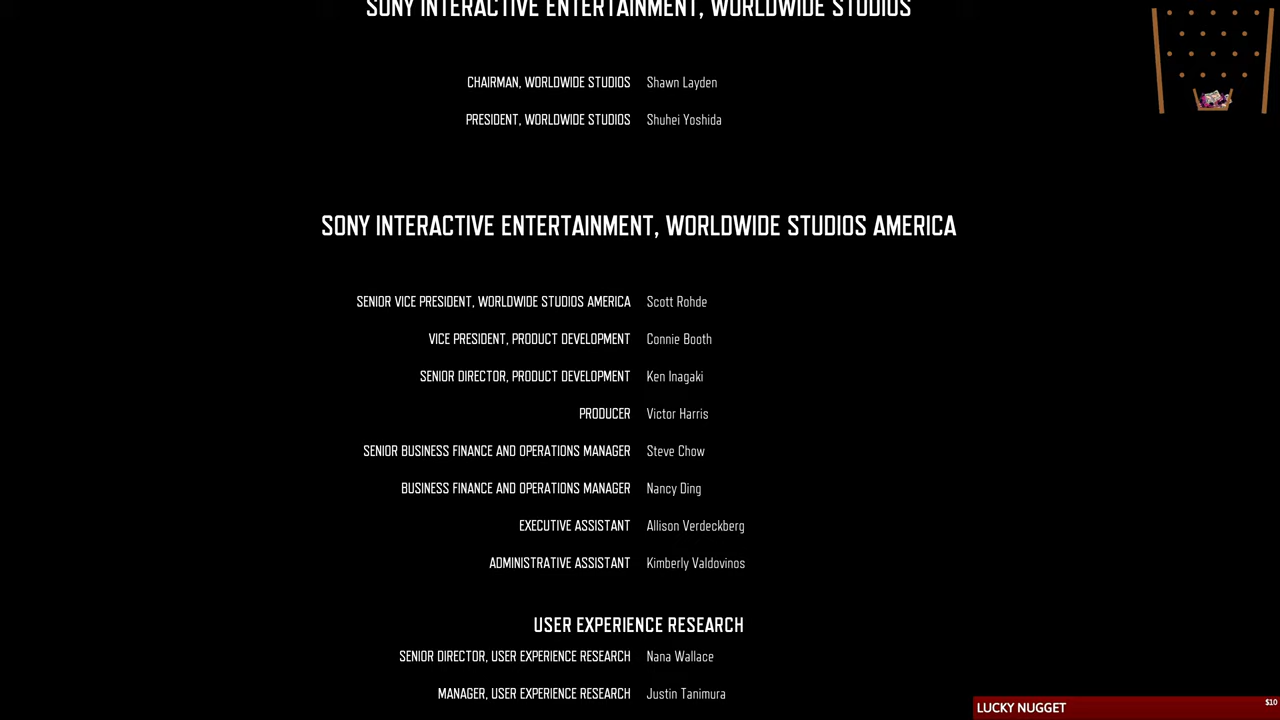 SONY INTERACTIVE ENTERTAINMENT, WORLDWIDE STUDIOS
CHAIRMAN, WORLDWIDE STUDIOS Shawn Layden
PRESIDENT, WORLDWIDE STUDIOS Shuhei Yoshida
SONY INTERACTIVE ENTERTAINMENT, WORLDWIDE STUDIOS AMERICA
SENIOR VICE PRESIDENT, WORLDWIDE STUDIOS AMERICA Scott Rohde
VICE PRESIDENT, PRODUCT DEVELOPMENT Connie Booth
SENIOR DIRECTOR, PRODUCT DEVELOPMENT Ken Inagaki
PRODUCER Victor Harris
SENIOR BUSINESS FINANCE AND OPERATIONS MANAGER Steve Chow
BUSINESS FINANCE AND OPERATIONS MANAGER Nancy Ding
EXECUTIVE ASSISTANT Allison Verdeckberg
ADMINISTRATIVE ASSISTANT Kimberly Valdovinos
USER EXPERIENCE RESEARCH
SENIOR DIRECTOR, USER EXPERIENCE RESEARCH Nana Wallace
MANAGER, USER EXPERIENCE RESEARCH Justin Tanimura
LUCKY NUGGET $10